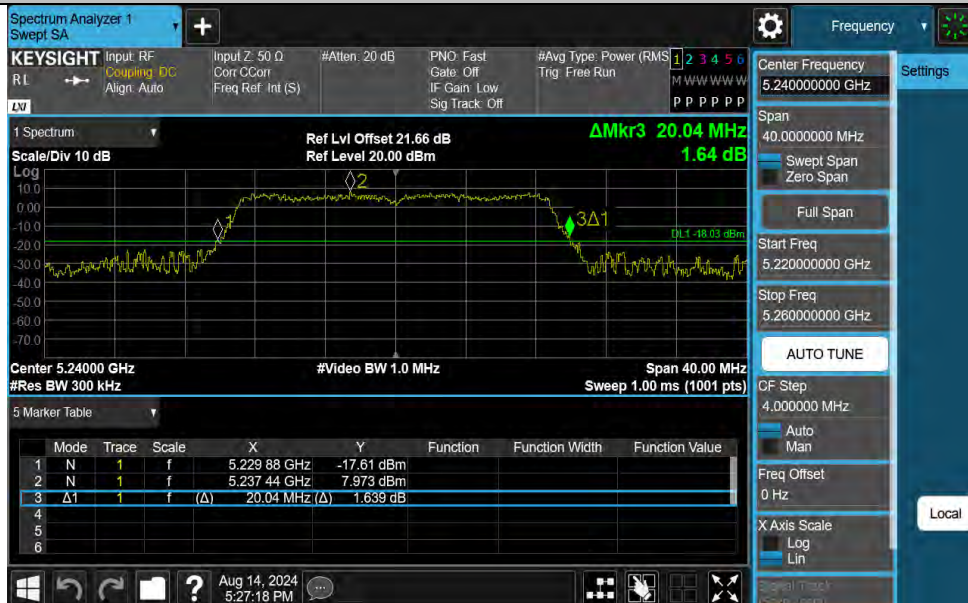 Spectrum Analyzer 1
Swept SA
+
Frequency
KEYSIGHT
RL
LXI
Input: RF
Coupling: DC
Align: Auto
Input Z: 50 Ω
Corr CCorr
Freq Ref: Int (S)
#Atten: 20 dB
PNO: Fast
Gate: Off
IF Gain: Low
Sig Track: Off
#Avg Type: Power (RMS
Trig: Free Run
1 2 3 4 5 6
M W W W W W
P P P P P P
1 Spectrum
Scale/Div 10 dB
Ref Lvl Offset 21.66 dB
Ref Level 20.00 dBm
ΔMkr3 20.04 MHz
1.64 dB
Log
10.0
0.00
-10.0
-20.0
-30.0
-40.0
-50.0
-60.0
-70.0
1
2
3Δ1
DL1 -18.03 dBm
Center 5.24000 GHz
#Res BW 300 kHz
#Video BW 1.0 MHz
Span 40.00 MHz
Sweep 1.00 ms (1001 pts)
5 Marker Table
Mode Trace Scale X Y Function Function Width Function Value
1 N 1 f 5.229 88 GHz -17.61 dBm
2 N 1 f 5.237 44 GHz 7.973 dBm
3 Δ1 1 f (Δ) 20.04 MHz (Δ) 1.639 dB
4
5
6
?
Aug 14, 2024
5:27:18 PM
Center Frequency
5.240000000 GHz
Span
40.0000000 MHz
Swept Span
Zero Span
Full Span
Start Freq
5.220000000 GHz
Stop Freq
5.260000000 GHz
AUTO TUNE
CF Step
4.000000 MHz
Auto
Man
Freq Offset
0 Hz
X Axis Scale
Log
Lin
Signal Track
Settings
Local